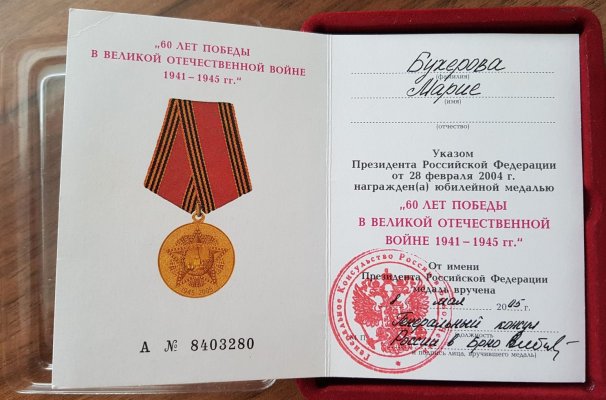 „60 ЛЕТ ПОБЕДЫ
В ВЕЛИКОЙ ОТЕЧЕСТВЕННОЙ ВОЙНЕ
1941 – 1945 гг.“
А № 8403280
Бухерова
(фамилия)
Марие
(имя)
(отчество)
Указом
Президента Российской Федерации
от 28 февраля 2004 г.
награжден(а) юбилейной медалью
„60 ЛЕТ ПОБЕДЫ
В ВЕЛИКОЙ ОТЕЧЕСТВЕННОЙ
ВОЙНЕ 1941 – 1945 гг.“
От имени
Президента Российской Федерации
медаль вручена
мая 2005 г.
Генеральный консул
России в Брно
и подпись лица, вручившего медаль)
Генеральное Консульство